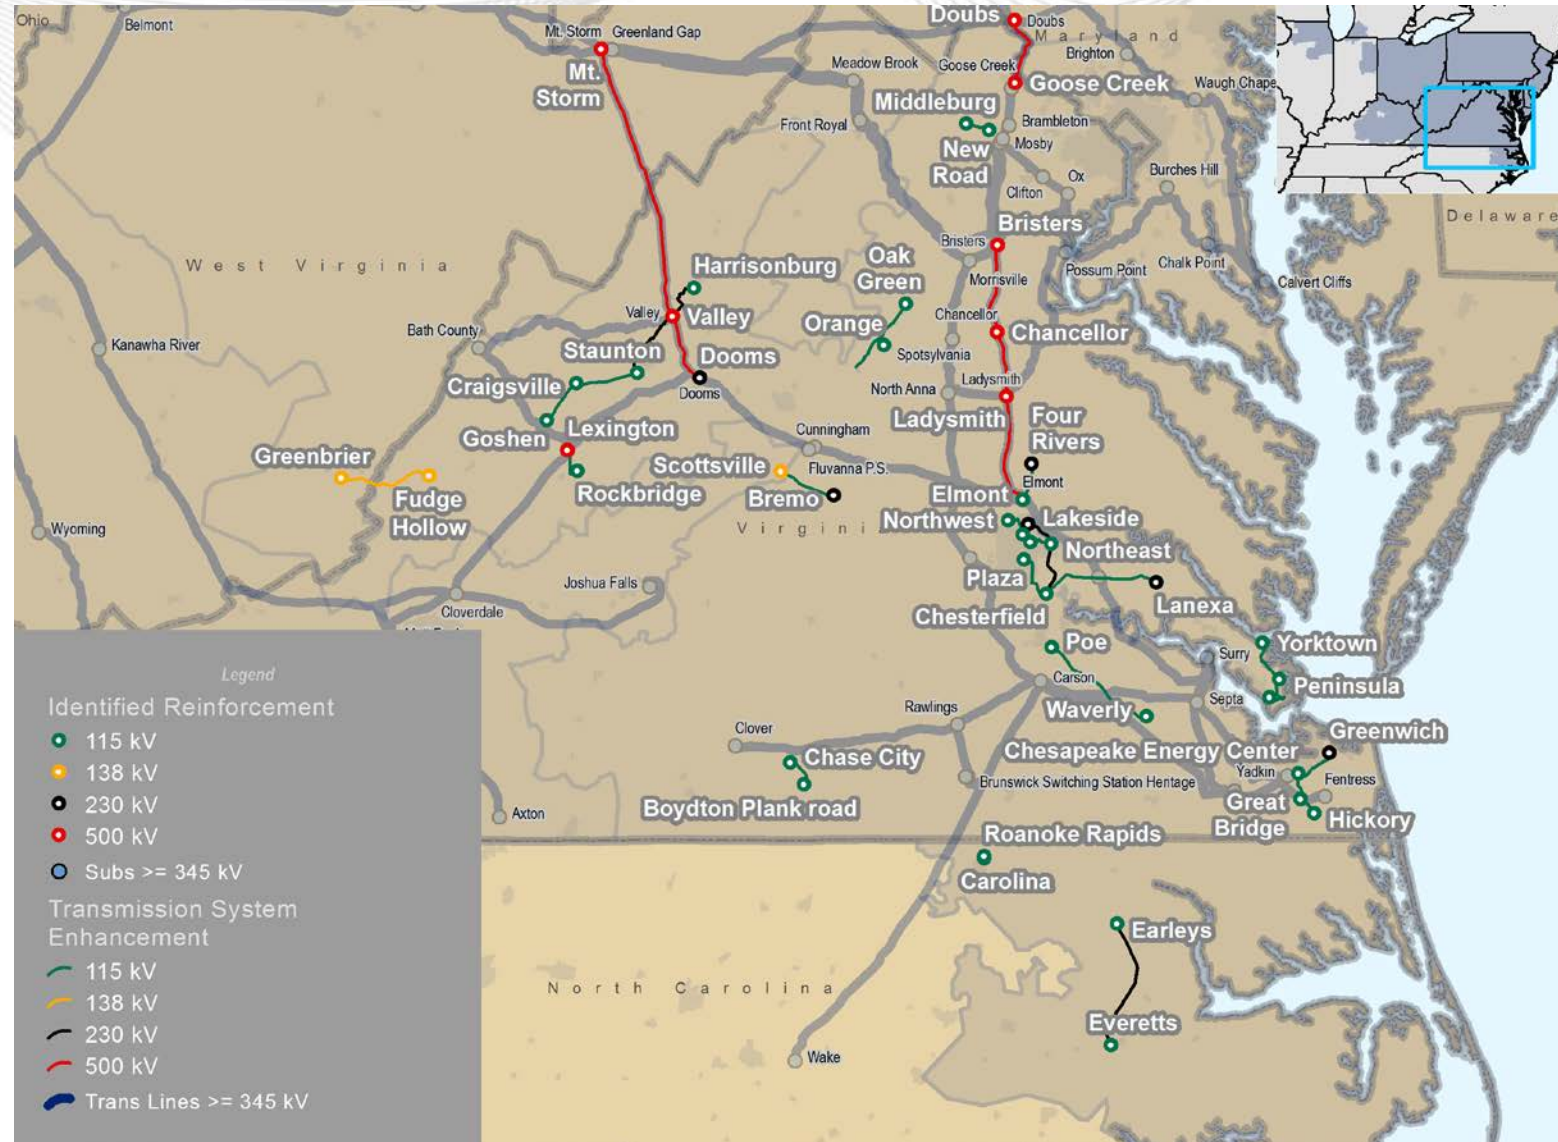 Ohio
Belmont
Mt. Storm
Greenland Gap
Mt.
Storm
Doubs
Doubs
Maryland
Brighton
Meadow Brook
Goose Creek
Goose Creek
Waugh Chape
Middleburg
Front Royal
Brambleton
Mosby
New
Road
Clifton
Ox
Burches Hill
Delaware
Bristers
Bristers
Morrisville
Possum Point
Chalk Point
Calvert Cliffs
West Virginia
Harrisonburg
Oak
Green
Valley
Valley
Orange
Chancellor
Chancellor
Bath County
Kanawha River
Staunton
Dooms
Dooms
Spotsylvania
Craigsville
North Anna
Ladysmith
Ladysmith
Goshen
Lexington
Four
Rivers
Cunningham
Greenbrier
Fudge
Hollow
Rockbridge
Scottsville
Fluvanna P.S.
Bremo
Elmont
Elmont
Virgini
Northwest
Lakeside
Northeast
Wyoming
Plaza
Joshua Falls
Lanexa
Cloverdale
Chesterfield
Poe
Yorktown
Surry
Carson
Peninsula
Septa
Rawlings
Waverly
Clover
Chase City
Chesapeake Energy Center
Greenwich
Yadkin
Fentress
Brunswick Switching Station Heritage
Boydton Plank road
Great
Bridge
Hickory
Axton
Roanoke Rapids
Carolina
Earleys
North Carolina
Everetts
Wake
Legend
Identified Reinforcement
115 kV
138 kV
230 kV
500 kV
Subs >= 345 kV
Transmission System
Enhancement
115 kV
138 kV
230 kV
500 kV
Trans Lines >= 345 kV